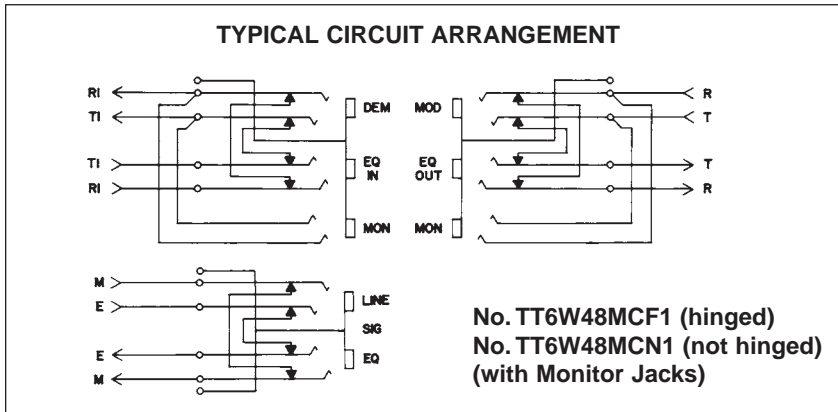 TYPICAL CIRCUIT ARRANGEMENT
RI
DEM
MOD
R
TI
T
TI
EQ
IN
EQ
OUT
T
RI
R
MON
MON
M
LINE
E
SIG
E
EQ
M
No. TT6W48MCF1 (hinged)
No. TT6W48MCN1 (not hinged)
(with Monitor Jacks)